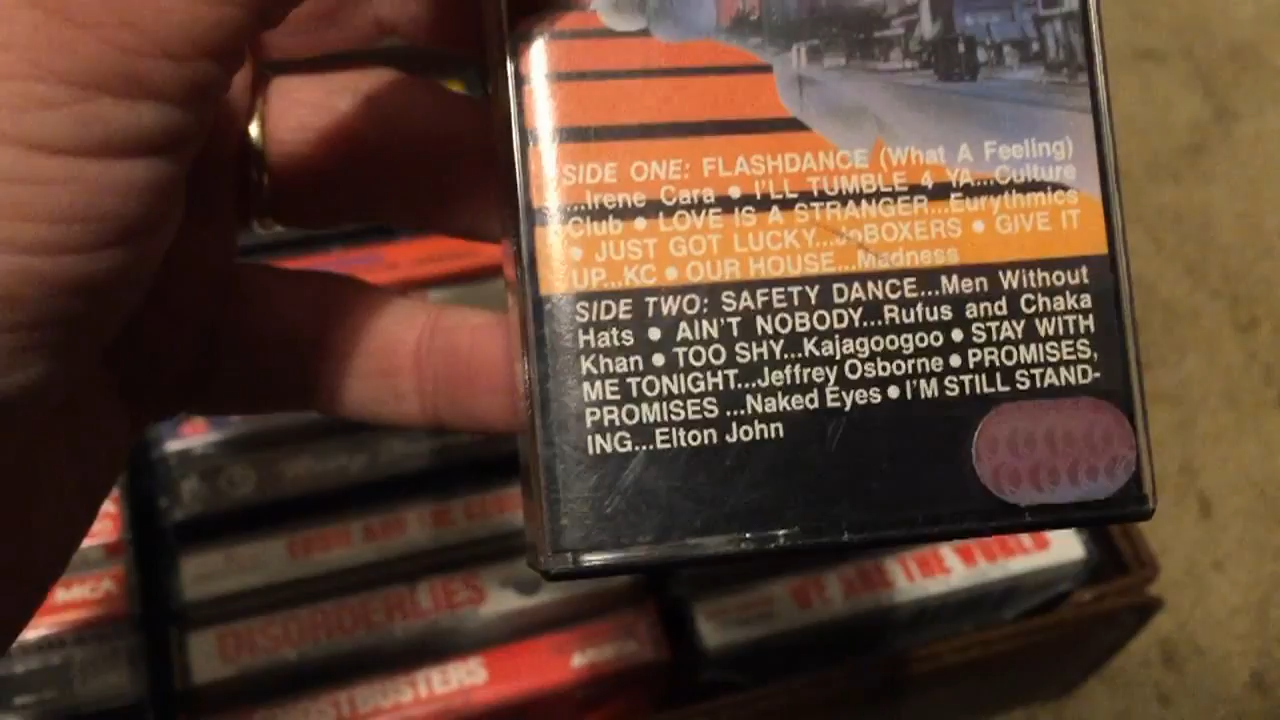 SIDE ONE: FLASHDANCE (What A Feeling)
...Irene Cara • I'LL TUMBLE 4 YA...Culture
Club • LOVE IS A STRANGER...Eurythmics
• JUST GOT LUCKY...JoBOXERS • GIVE IT
UP...KC • OUR HOUSE...Madness
SIDE TWO: SAFETY DANCE...Men Without
Hats • AIN'T NOBODY...Rufus and Chaka
Khan • TOO SHY...Kajagoogoo • STAY WITH
ME TONIGHT...Jeffrey Osborne • PROMISES,
PROMISES ...Naked Eyes • I'M STILL STAND-
ING...Elton John
WE ARE THE WORLD
DISORDERLIES
GHOSTBUSTERS
MCA